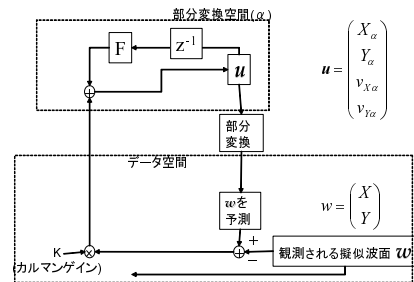 部分変換空間(α)
F
z⁻¹
u
+
部分
変換
u = ( Xα
Yα
vXα
vYα )
データ空間
wを
予測
w = ( X
Y )
K
×
(カルマンゲイン)
+
+
−
観測される擬似波面 w